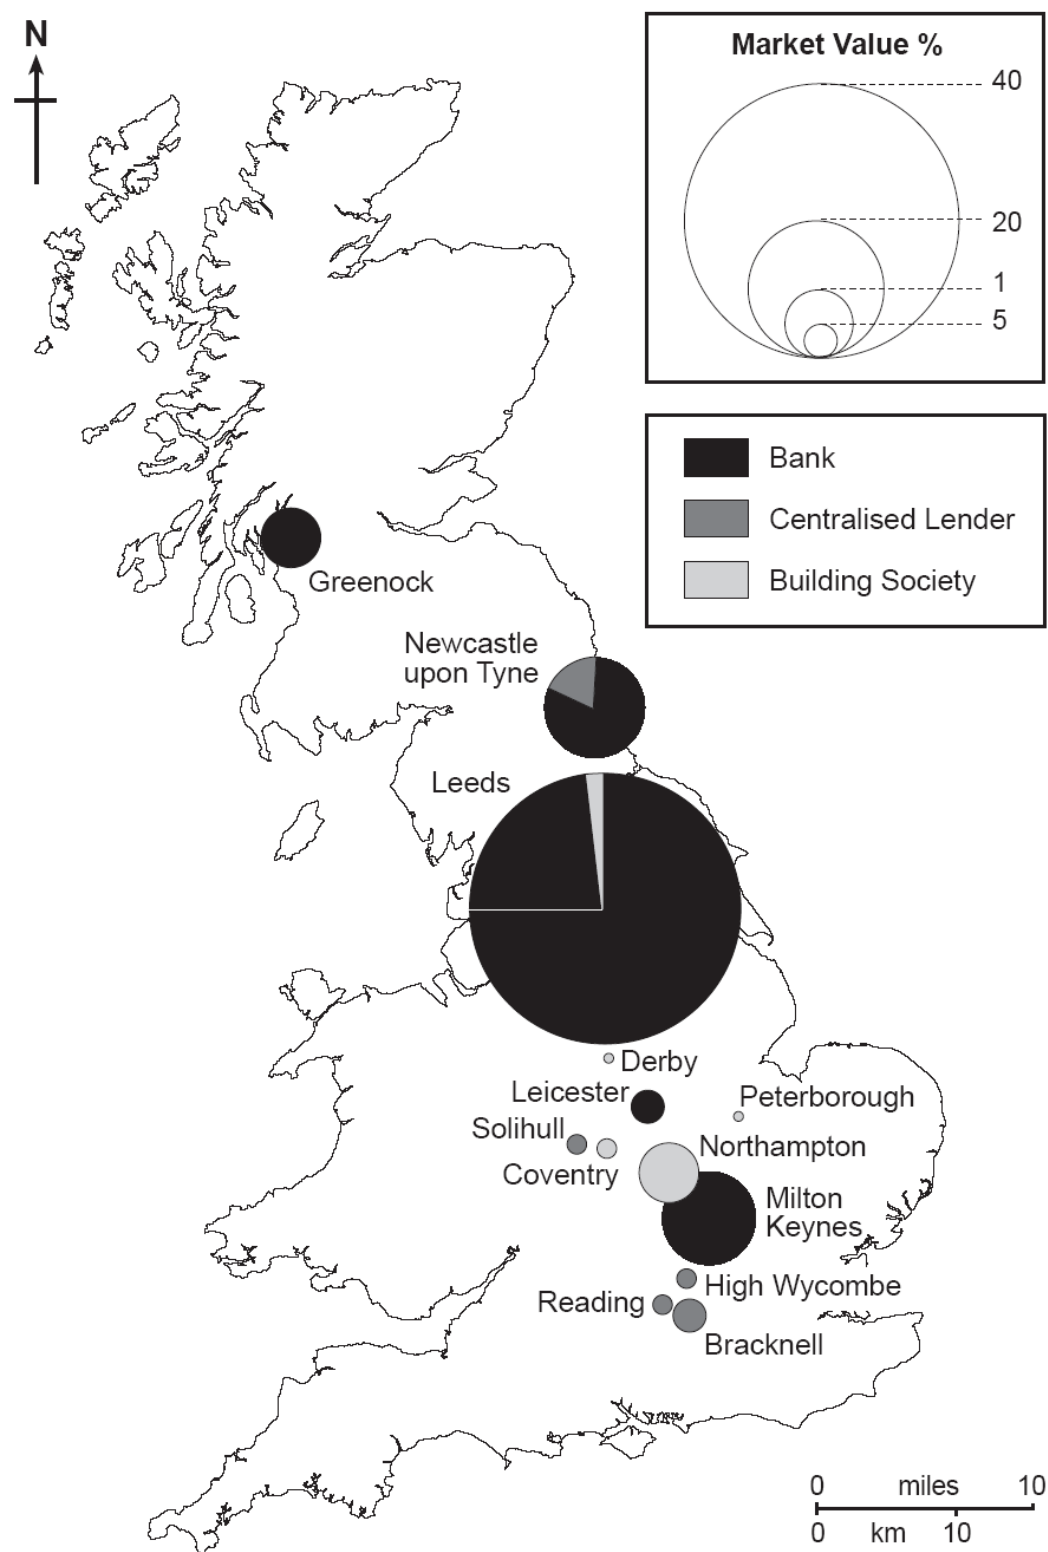 N
Market Value %
40
20
1
5
Bank
Centralised Lender
Building Society
Greenock
Newcastle
upon Tyne
Leeds
Derby
Leicester
Peterborough
Solihull
Northampton
Coventry
Milton
Keynes
High Wycombe
Reading
Bracknell
0 miles 10
0 km 10